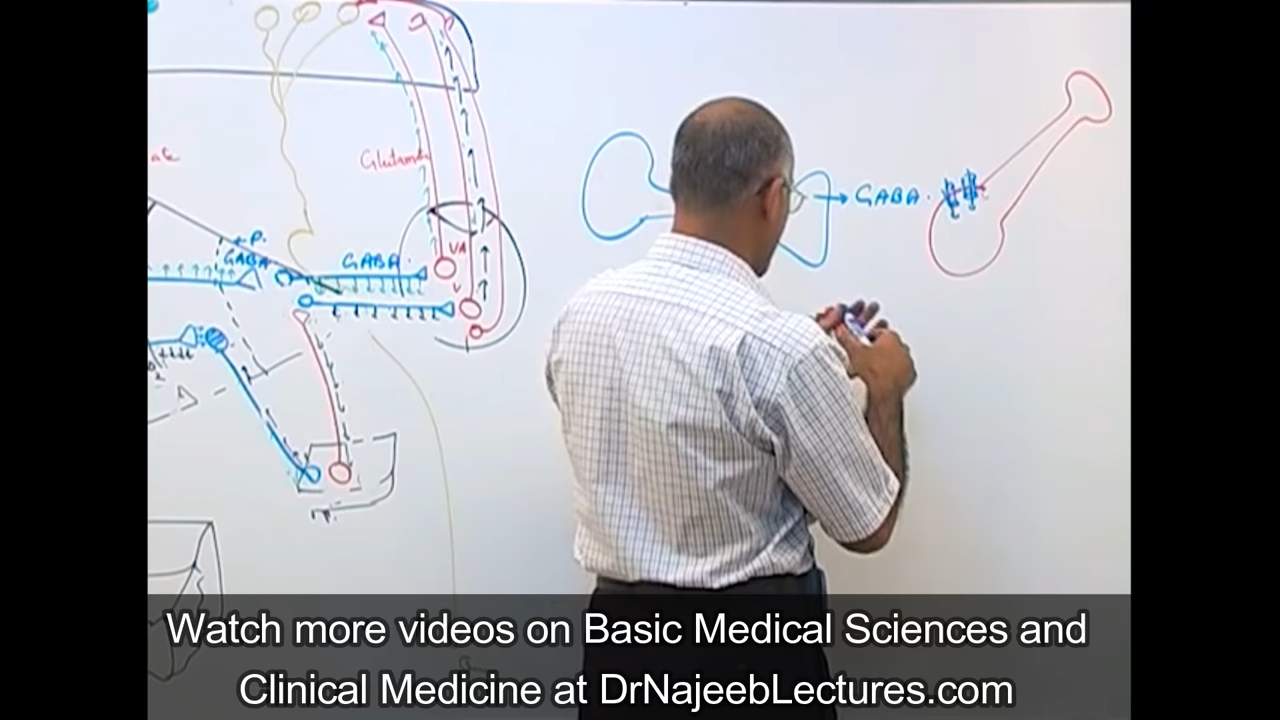 Glutamate
GABA.
VA
V
P.
GABA
GABA.
Watch more videos on Basic Medical Sciences and
Clinical Medicine at DrNajeebLectures.com